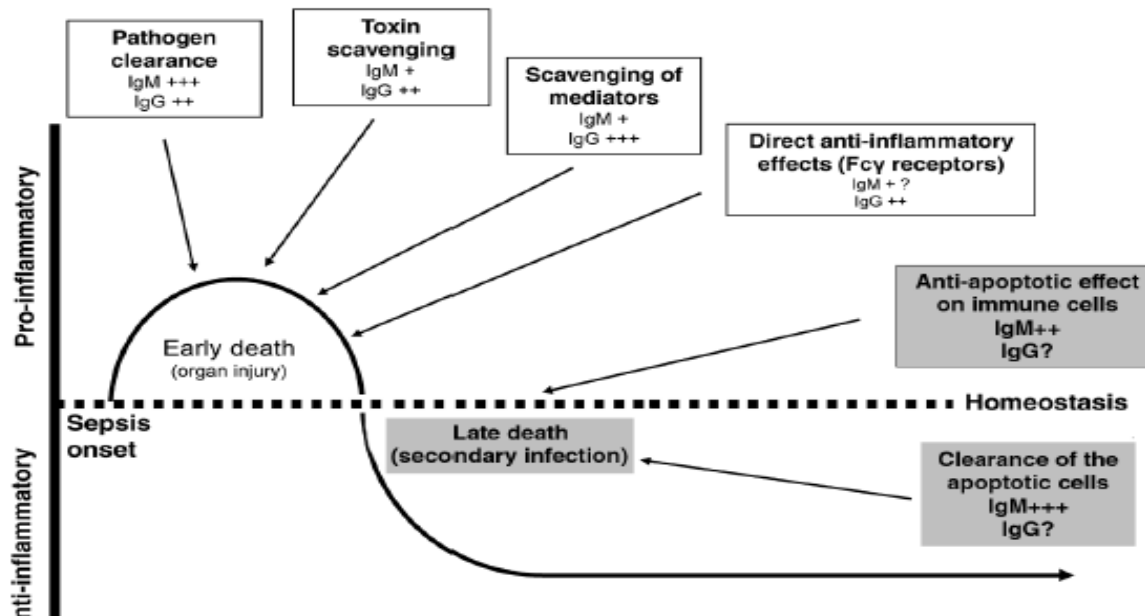 Pathogen
clearance
IgM +++
IgG ++
Toxin
scavenging
IgM +
IgG ++
Scavenging of
mediators
IgM +
IgG +++
Direct anti-inflammatory
effects (Fcγ receptors)
IgM + ?
IgG ++
Pro-inflammatory
Early death
(organ injury)
Anti-apoptotic effect
on immune cells
IgM++
IgG?
Homeostasis
Sepsis
onset
Late death
(secondary infection)
Clearance of the
apoptotic cells
IgM+++
IgG?
nti-inflammatory